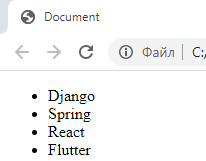 Document
Файл | C:/
Django
Spring
React
Flutter